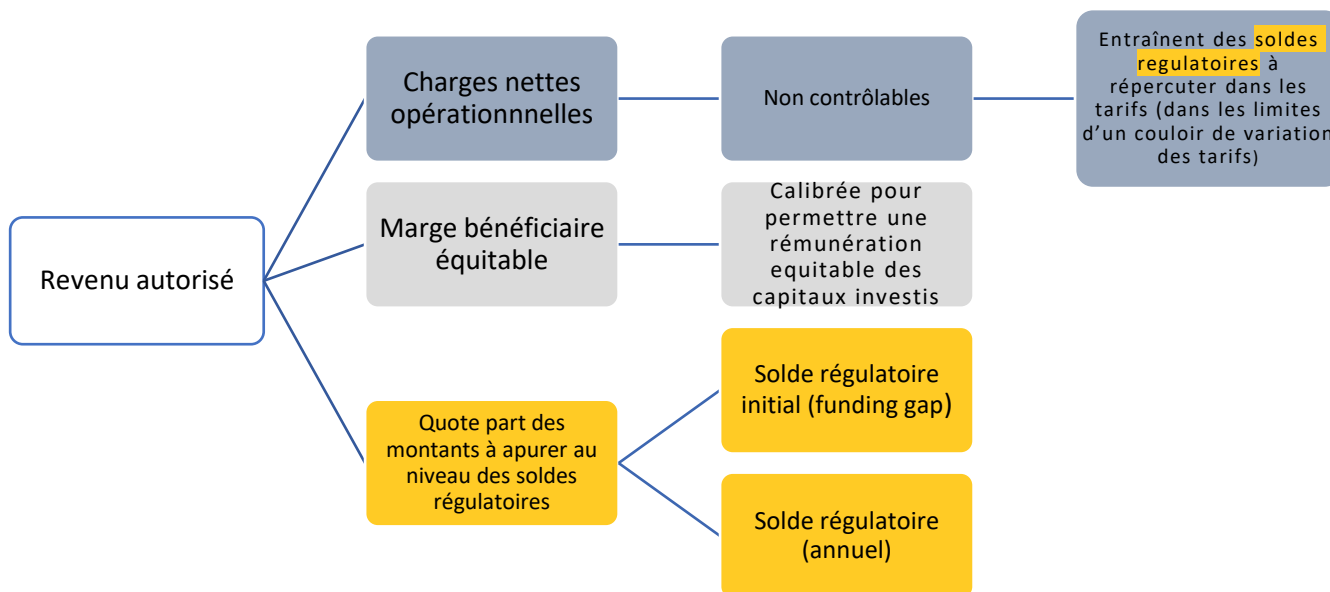 Revenu autorisé
Charges nettes
opérationnnelles
Non contrôlables
Entraînent des soldes
regulatoires à
répercuter dans les
tarifs (dans les limites
d'un couloir de variation
des tarifs)
Marge bénéficiaire
équitable
Calibrée pour
permettre une
rémunération
equitable des
capitaux investis
Quote part des
montants à apurer au
niveau des soldes
régulatoires
Solde régulatoire
initial (funding gap)
Solde régulatoire
(annuel)